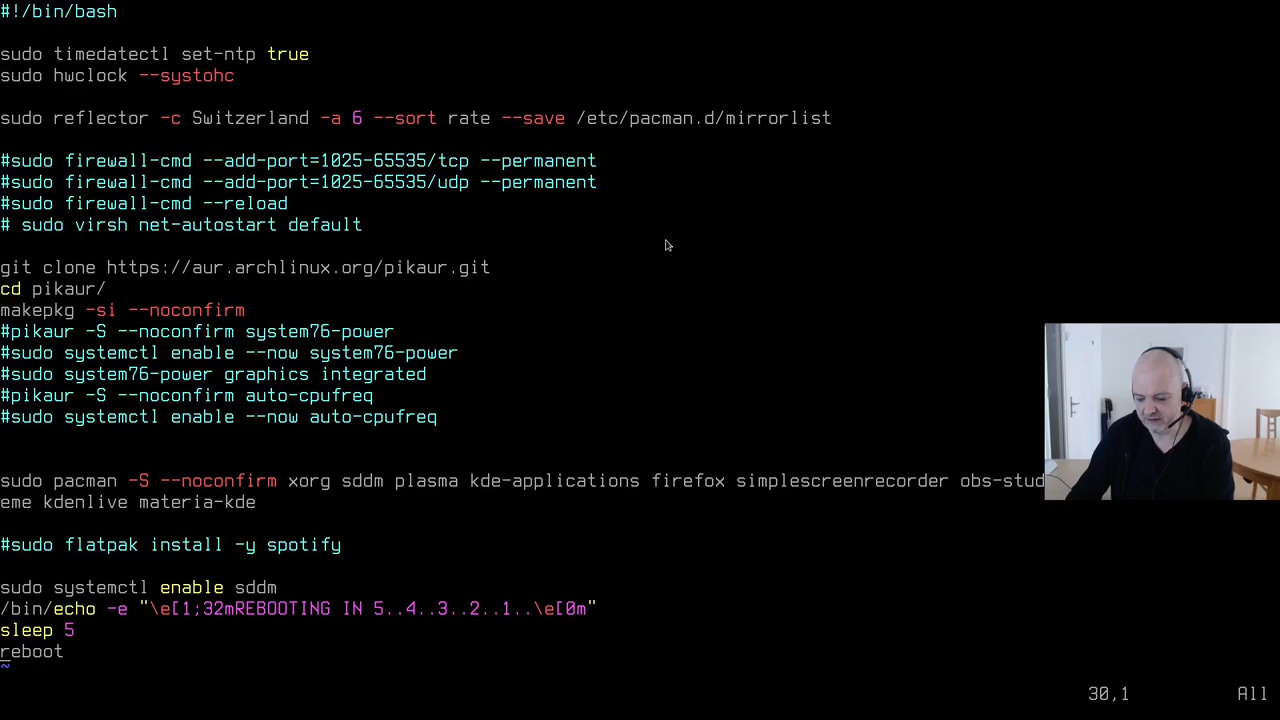 #!/bin/bash
sudo timedatectl set-ntp true
sudo hwclock --systohc
sudo reflector -c Switzerland -a 6 --sort rate --save /etc/pacman.d/mirrorlist
#sudo firewall-cmd --add-port=1025-65535/tcp --permanent
#sudo firewall-cmd --add-port=1025-65535/udp --permanent
#sudo firewall-cmd --reload
# sudo virsh net-autostart default
git clone https://aur.archlinux.org/pikaur.git
cd pikaur/
makepkg -si --noconfirm
#pikaur -S --noconfirm system76-power
#sudo systemctl enable --now system76-power
#sudo system76-power graphics integrated
#pikaur -S --noconfirm auto-cpufreq
#sudo systemctl enable --now auto-cpufreq
sudo pacman -S --noconfirm xorg sddm plasma kde-applications firefox simplescreenrecorder obs-stud
eme kdenlive materia-kde
#sudo flatpak install -y spotify
sudo systemctl enable sddm
/bin/echo -e "\e[1;32mREBOOTING IN 5..4..3..2..1..\e[0m"
sleep 5
reboot
~
30,1 All